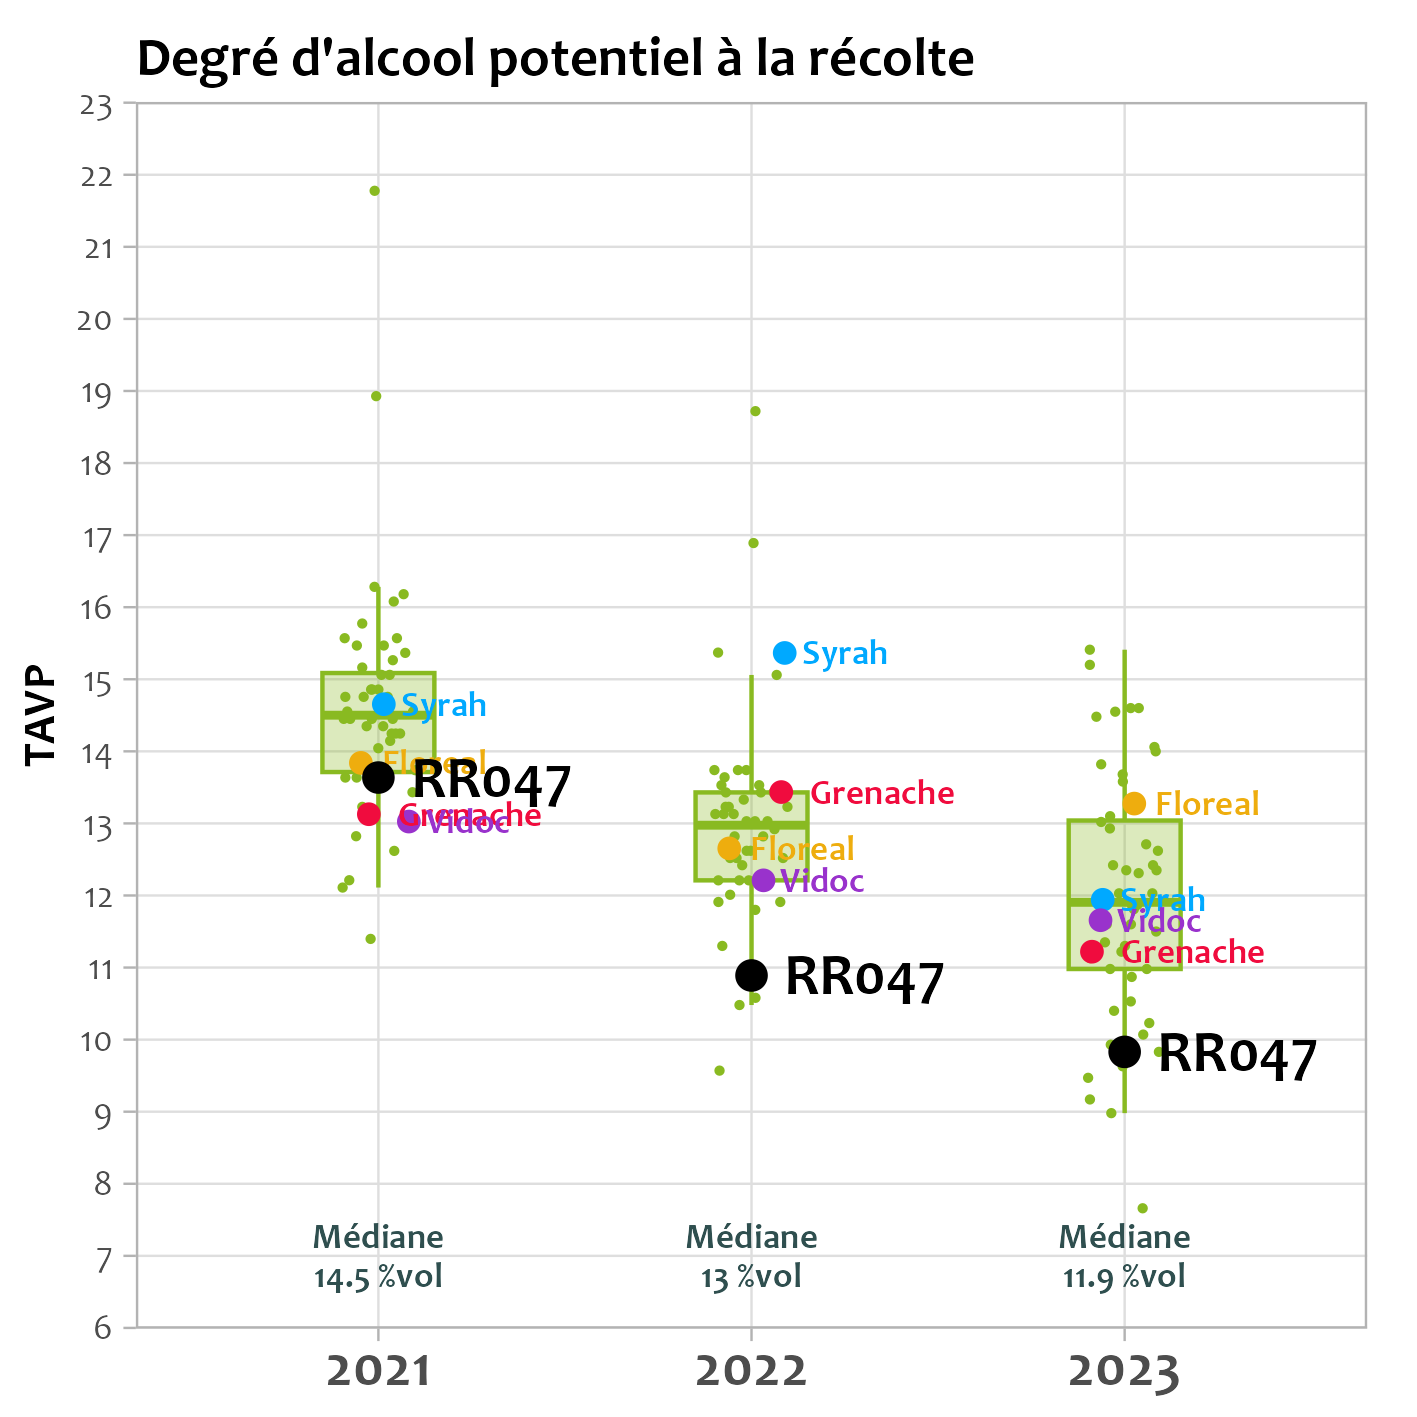 Degré d'alcool potentiel à la récolte
TAVP
23
22
21
20
19
18
17
16
15
14
13
12
11
10
9
8
7
6
Syrah
Floreal
RR047
Grenache
Vidoc
Syrah
Grenache
Floreal
Vidoc
RR047
Floreal
Syrah
Vidoc
Grenache
RR047
Médiane
14.5 %vol
Médiane
13 %vol
Médiane
11.9 %vol
2021
2022
2023